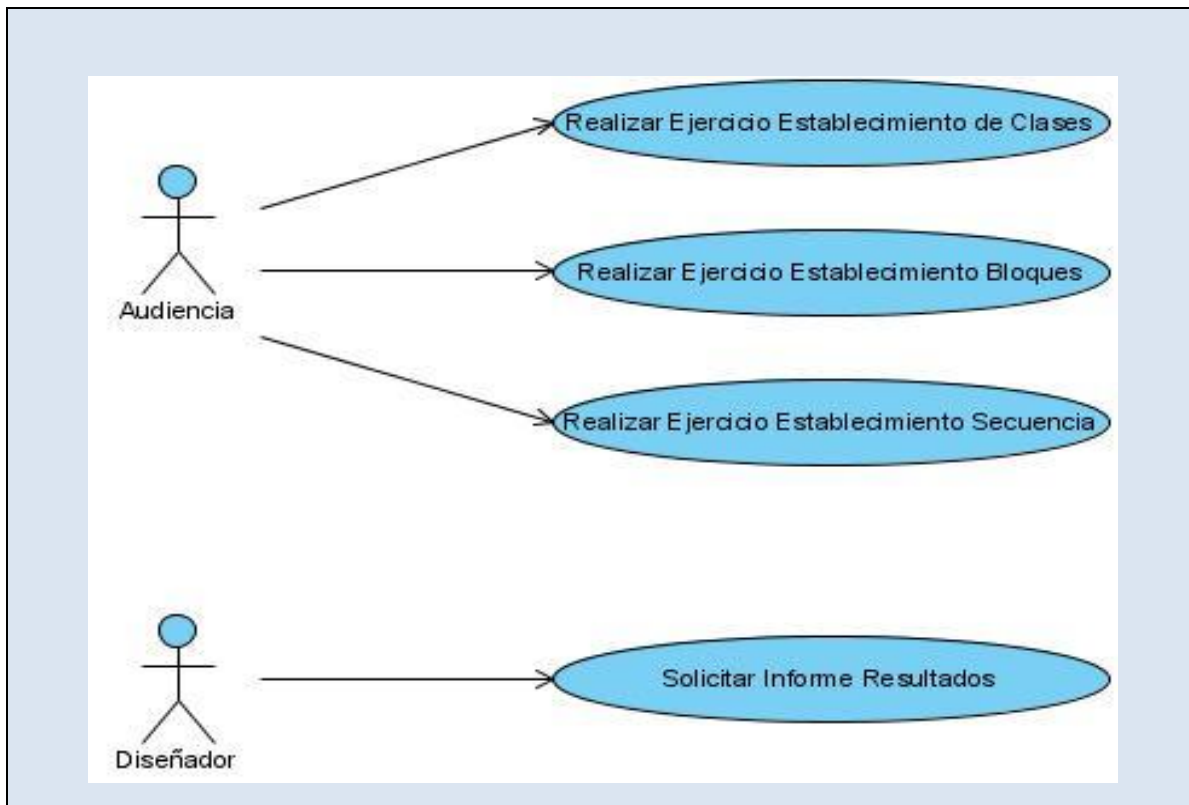 Realizar Ejercicio Establecimiento de Clases
Realizar Ejercicio Establecimiento Bloques
Audiencia
Realizar Ejercicio Establecimiento Secuencia
Solicitar Informe Resultados
Diseñador